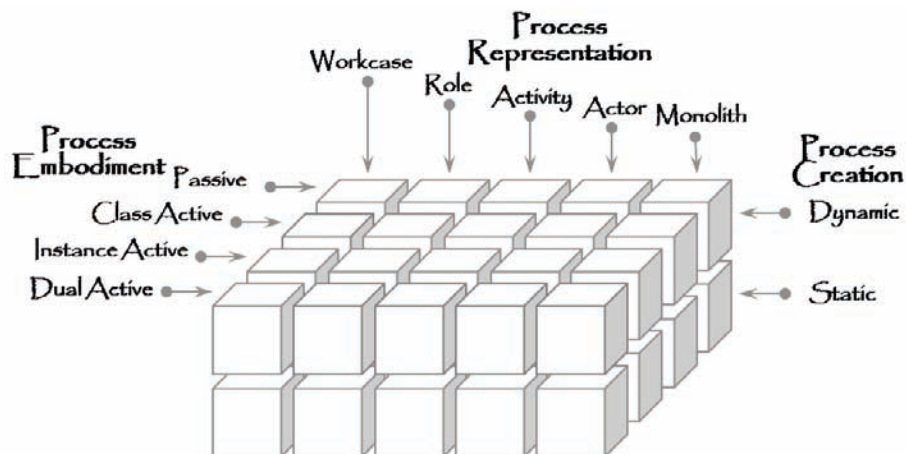 Process
Representation
Workcase
Role
Activity
Actor
Monolith
Process
Embodiment
Passive
Class Active
Instance Active
Dual Active
Process
Creation
Dynamic
Static